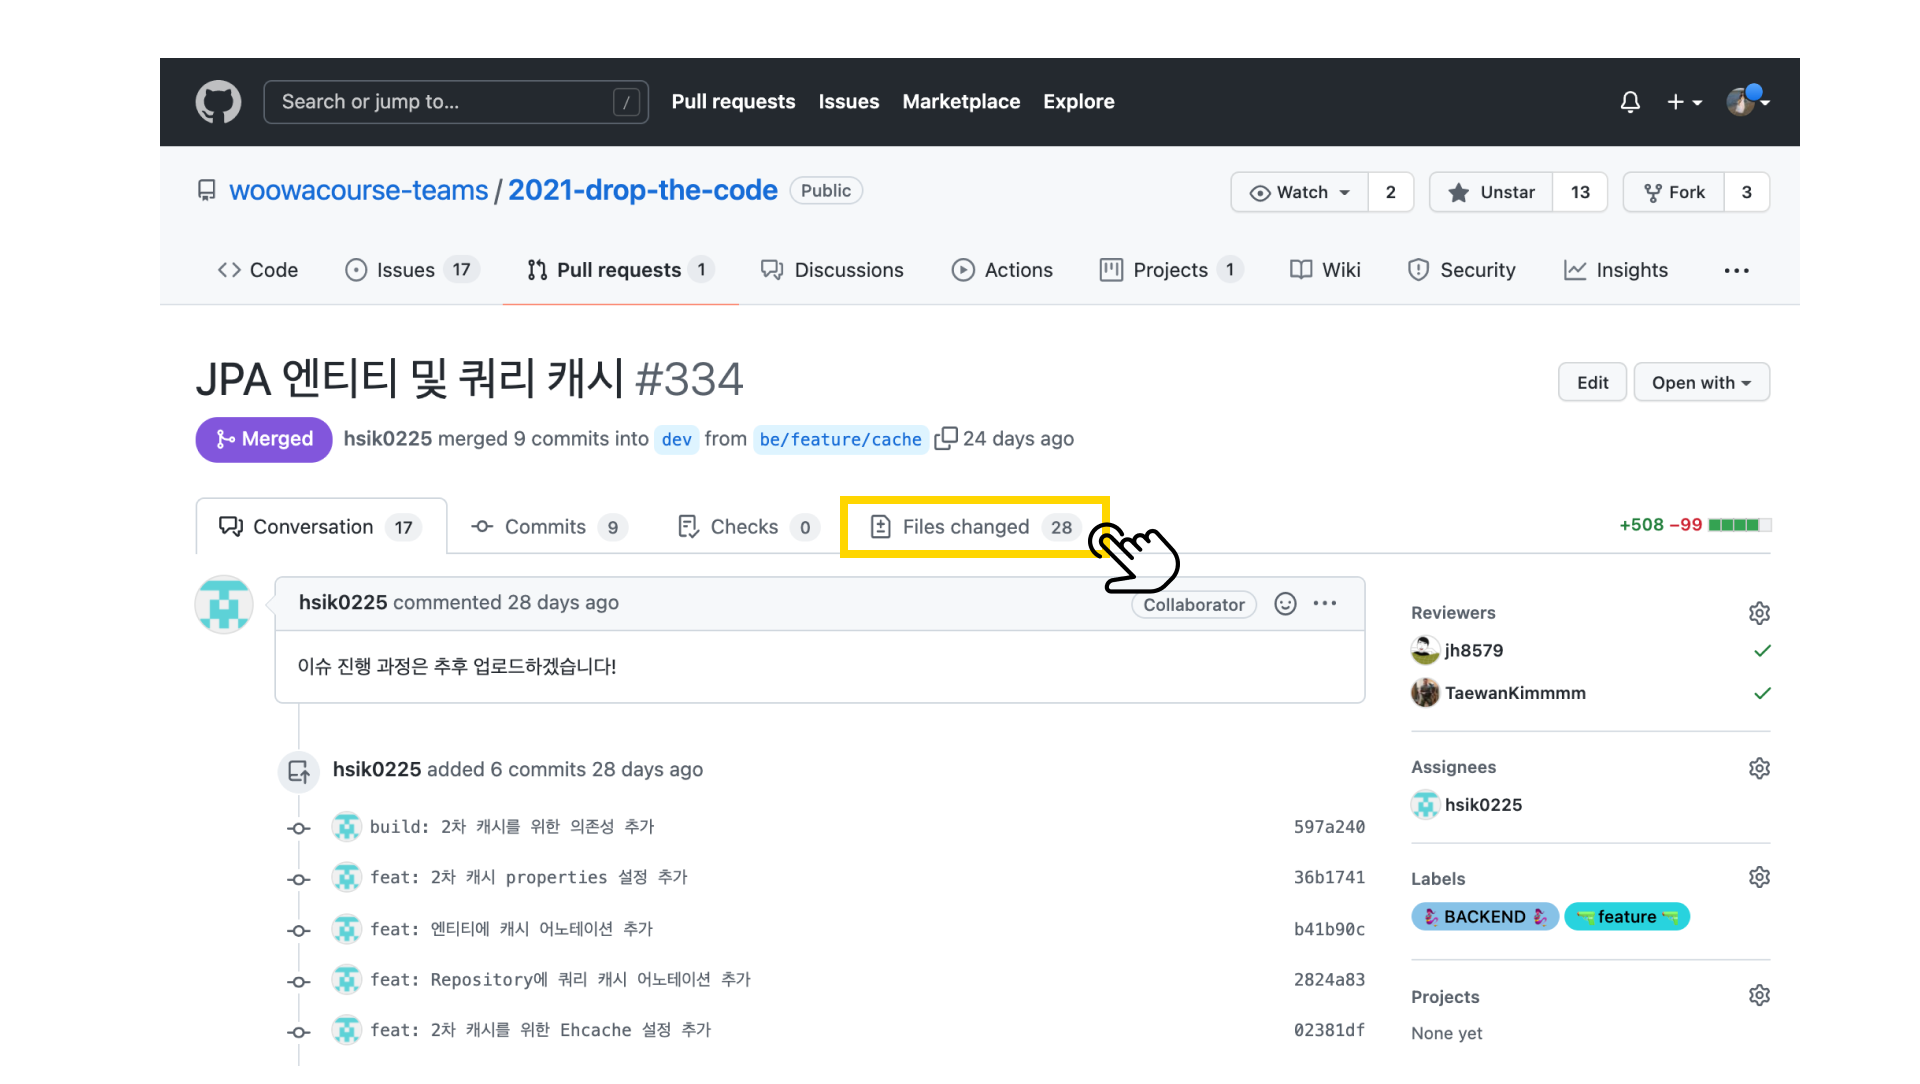 Search or jump to... / Pull requests Issues Marketplace Explore
woowacourse-teams / 2021-drop-the-code Public Watch 2 Unstar 13 Fork 3
Code Issues 17 Pull requests 1 Discussions Actions Projects 1 Wiki Security Insights ...
JPA 엔티티 및 쿼리 캐시 #334 Edit Open with
Merged hsik0225 merged 9 commits into dev from be/feature/cache 24 days ago
Conversation 17 Commits 9 Checks 0 Files changed 28 +508 −99
hsik0225 commented 28 days ago Collaborator ...
이슈 진행 과정은 추후 업로드하겠습니다!
hsik0225 added 6 commits 28 days ago
build: 2차 캐시를 위한 의존성 추가 597a240
feat: 2차 캐시 properties 설정 추가 36b1741
feat: 엔티티에 캐시 어노테이션 추가 b41b90c
feat: Repository에 쿼리 캐시 어노테이션 추가 2824a83
feat: 2차 캐시를 위한 Ehcache 설정 추가 02381df
Reviewers
jh8579
TaewanKimmmm
Assignees
hsik0225
Labels
BACKEND feature
Projects
None yet